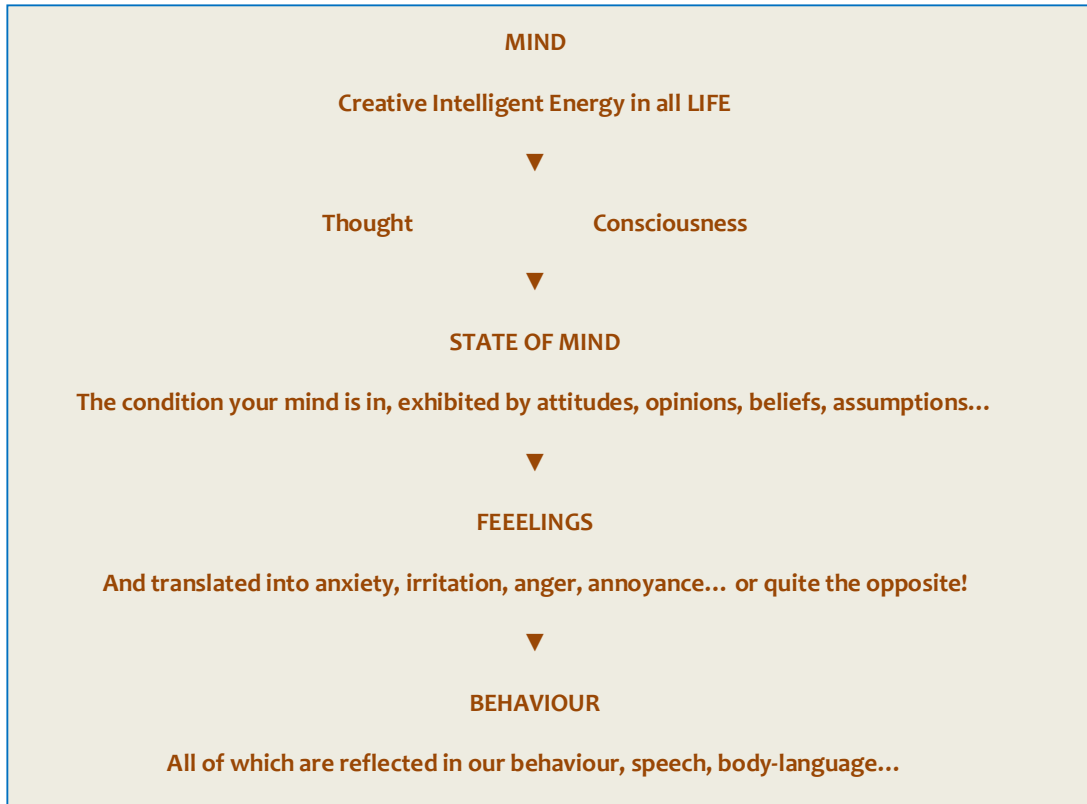 MIND
Creative Intelligent Energy in all LIFE
▼
Thought Consciousness
▼
STATE OF MIND
The condition your mind is in, exhibited by attitudes, opinions, beliefs, assumptions…
▼
FEEELINGS
And translated into anxiety, irritation, anger, annoyance… or quite the opposite!
▼
BEHAVIOUR
All of which are reflected in our behaviour, speech, body-language…